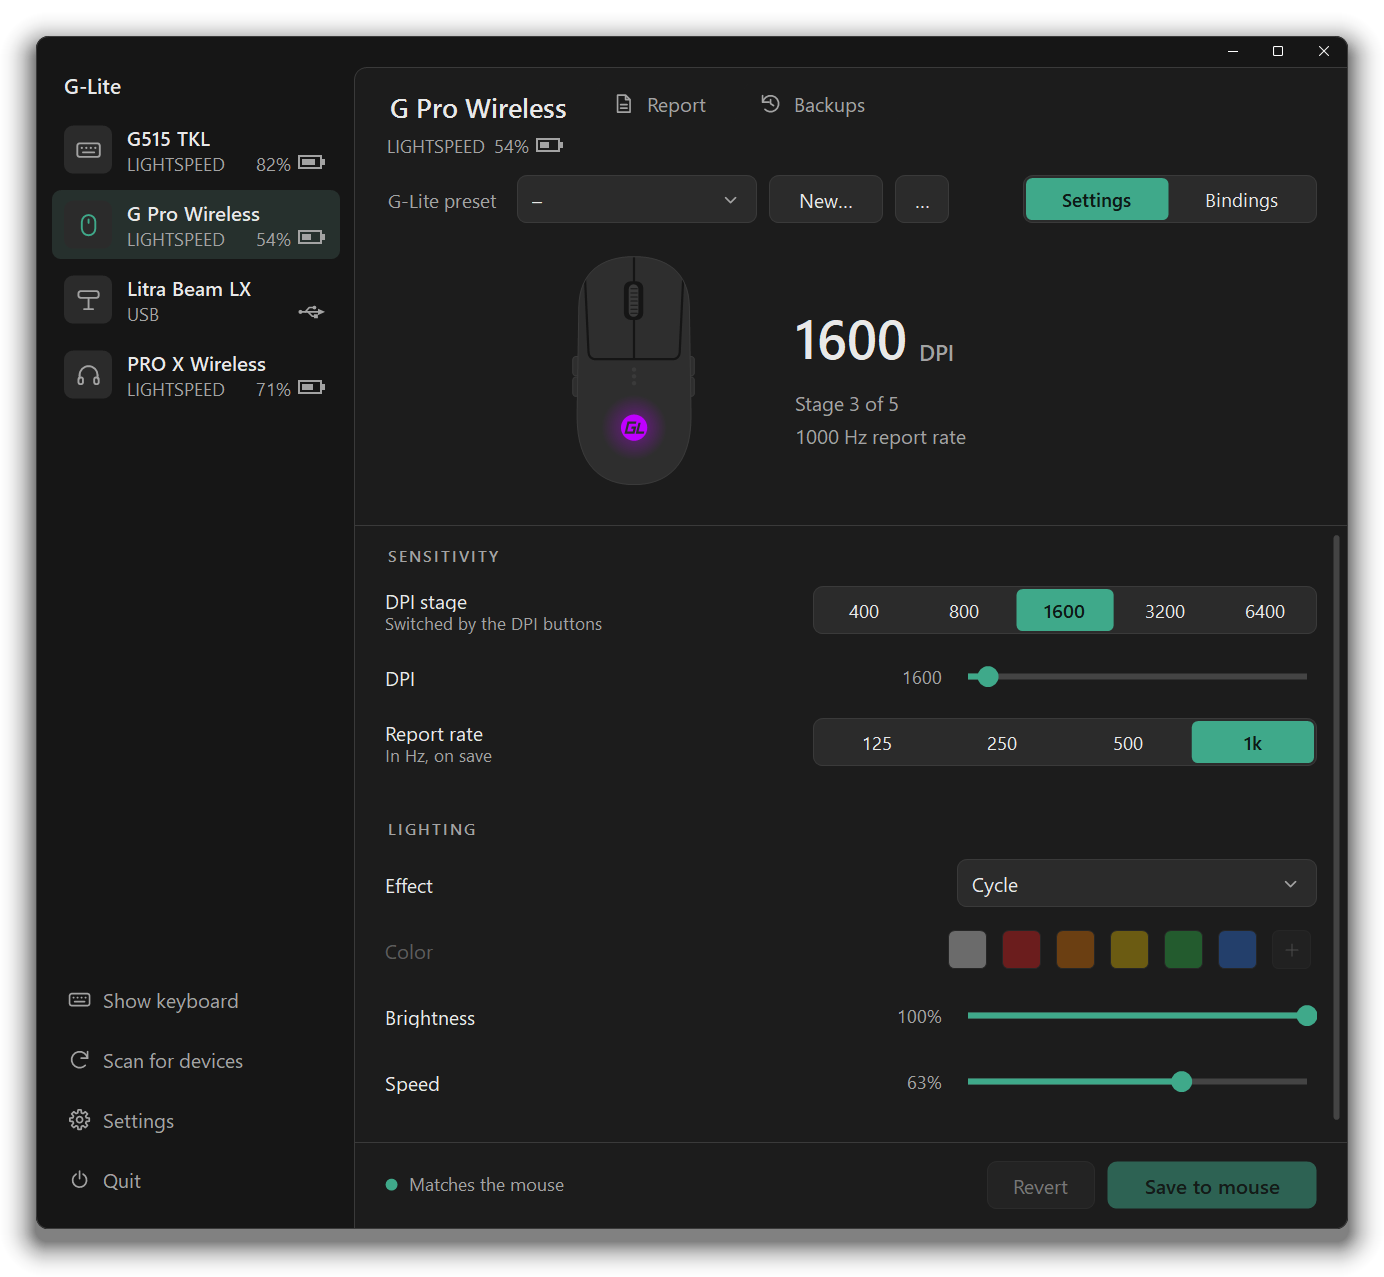 G-Lite
G515 TKL
LIGHTSPEED 82%
G Pro Wireless
LIGHTSPEED 54%
Litra Beam LX
USB
PRO X Wireless
LIGHTSPEED 71%
Show keyboard
Scan for devices
Settings
Quit
G Pro Wireless
Report
Backups
LIGHTSPEED 54%
G-Lite preset
–
New...
...
Settings
Bindings
GL
1600 DPI
Stage 3 of 5
1000 Hz report rate
SENSITIVITY
DPI stage
Switched by the DPI buttons
400 800 1600 3200 6400
DPI
1600
Report rate
In Hz, on save
125 250 500 1k
LIGHTING
Effect
Cycle
Color
+
Brightness
100%
Speed
63%
Matches the mouse
Revert
Save to mouse